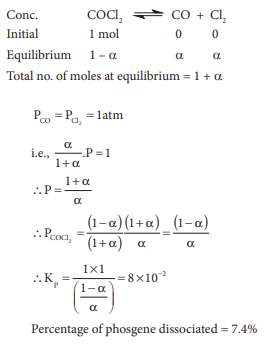 Conc. COCl₂ ⇌ CO + Cl₂
Initial 1 mol 0 0
Equilibrium 1 – α α α
Total no. of moles at equilibrium = 1 + α
P_CO = P_Cl₂ = 1atm
i.e., α/(1+α) .P = 1
∴ P = (1+α)/α
∴ P_COCl₂ = (1–α)/(1+α) (1+α)/α = (1–α)/α
∴ K_p = (1×1)/((1–α)/α) = 8×10⁻²
Percentage of phosgene dissociated = 7.4%